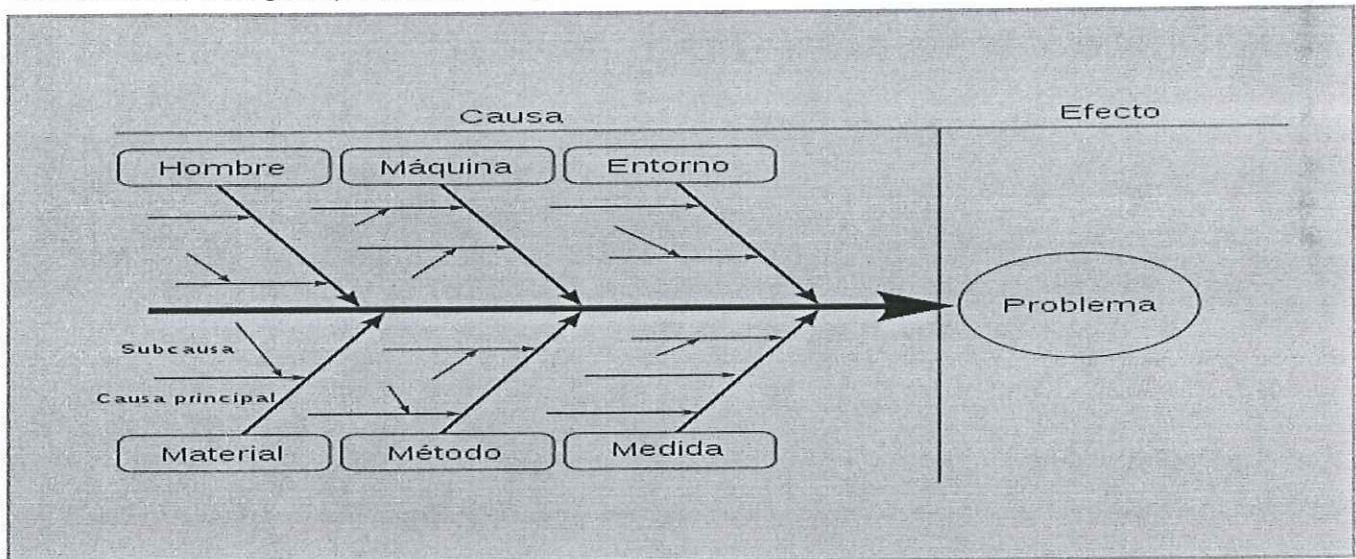 Causa
Efecto
Hombre
Máquina
Entorno
Problema
Subcausa
Causa principal
Material
Método
Medida